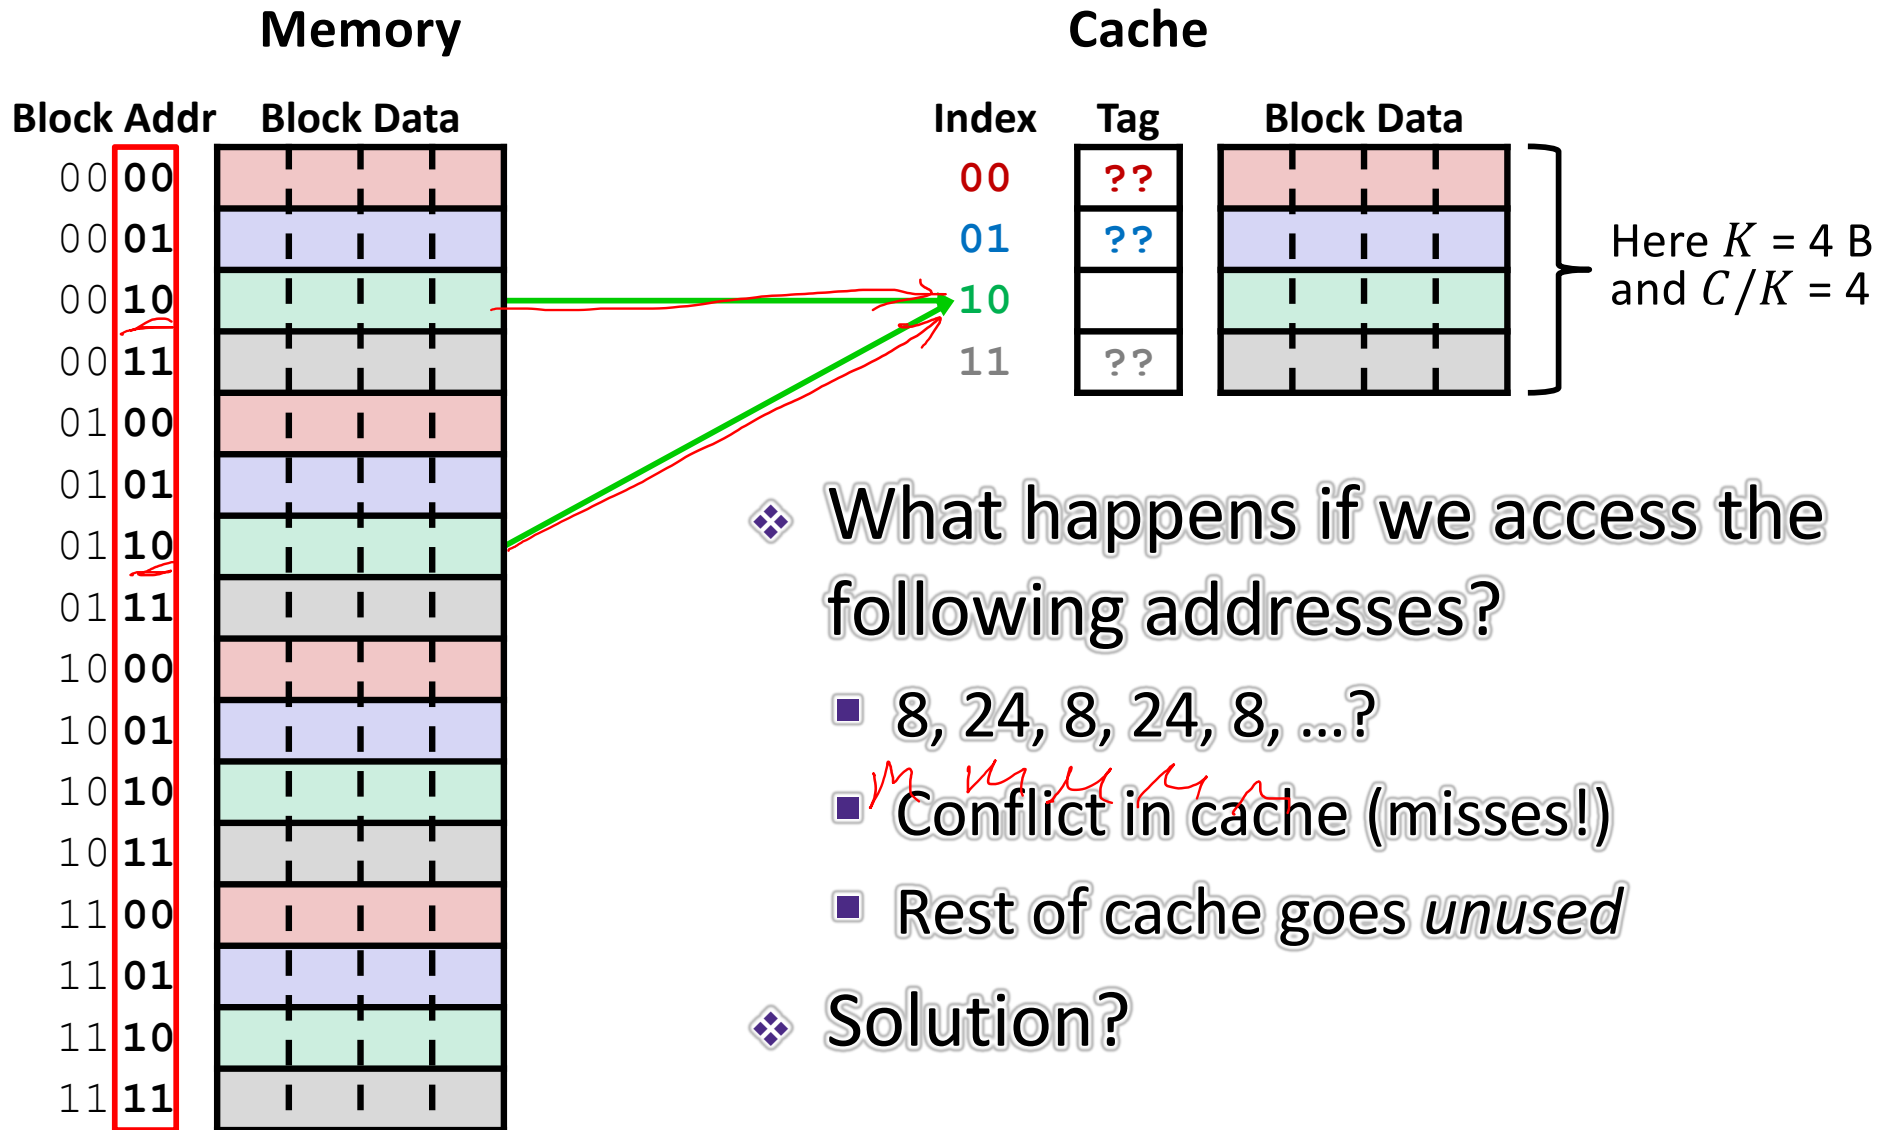 Memory
Block Addr Block Data
00 00
00 01
00 10
00 11
01 00
01 01
01 10
01 11
10 00
10 01
10 10
10 11
11 00
11 01
11 10
11 11
Cache
Index Tag Block Data
00 ??
01 ??
10
11 ??
Here K = 4 B
and C/K = 4
❖ What happens if we access the
following addresses?
■ 8, 24, 8, 24, 8, …?
m m m m m
■ Conflict in cache (misses!)
■ Rest of cache goes unused
❖ Solution?